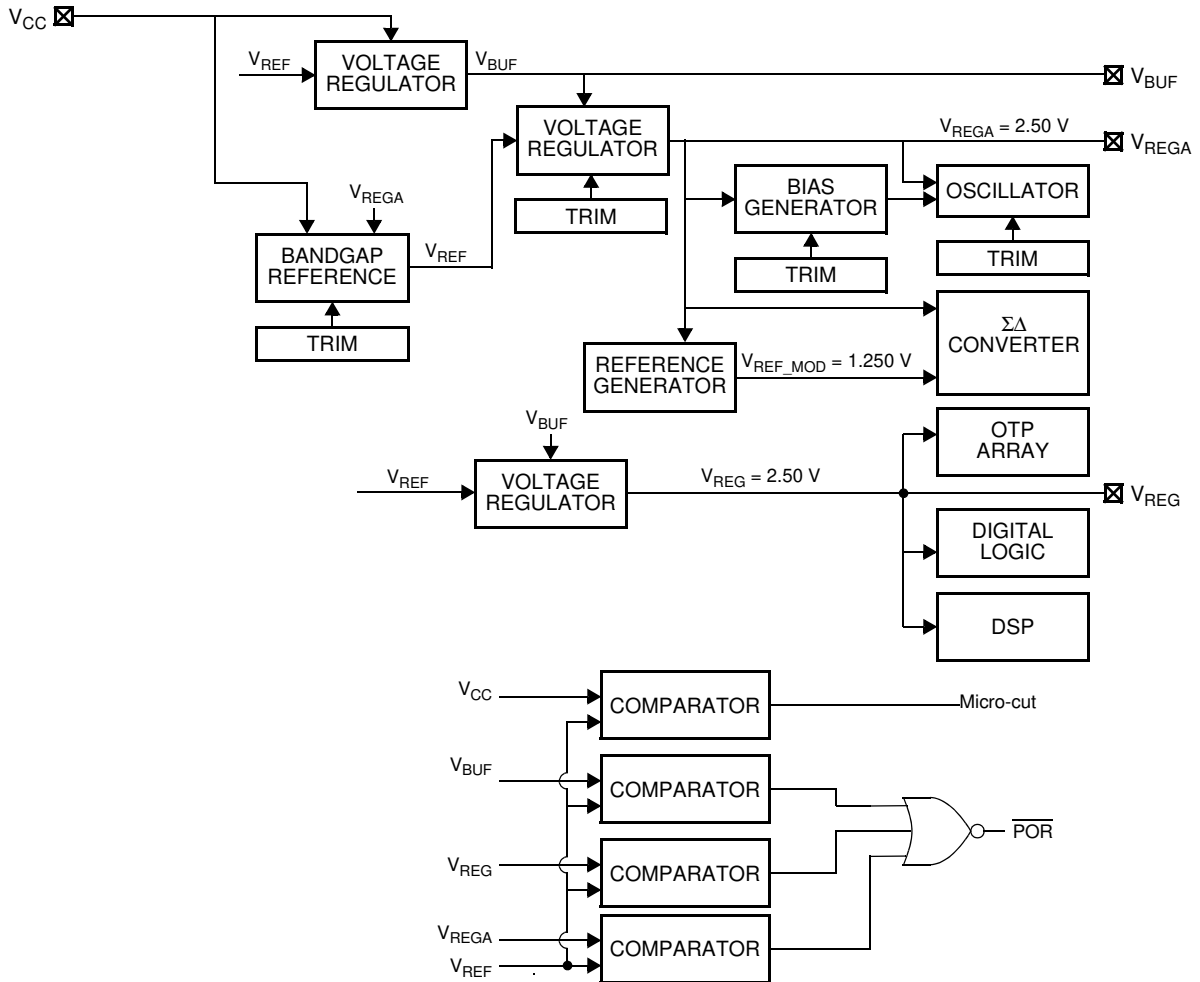 VCC
VREF
VOLTAGE
REGULATOR
VBUF
VBUF
VOLTAGE
REGULATOR
VREGA = 2.50 V
VREGA
TRIM
BIAS
GENERATOR
OSCILLATOR
TRIM
TRIM
VREGA
BANDGAP
REFERENCE
VREF
TRIM
REFERENCE
GENERATOR
VREF_MOD = 1.250 V
ΣΔ
CONVERTER
VBUF
VREF
VOLTAGE
REGULATOR
VREG = 2.50 V
OTP
ARRAY
VREG
DIGITAL
LOGIC
DSP
VCC
COMPARATOR
Micro-cut
VBUF
COMPARATOR
POR
VREG
COMPARATOR
VREGA
VREF
COMPARATOR